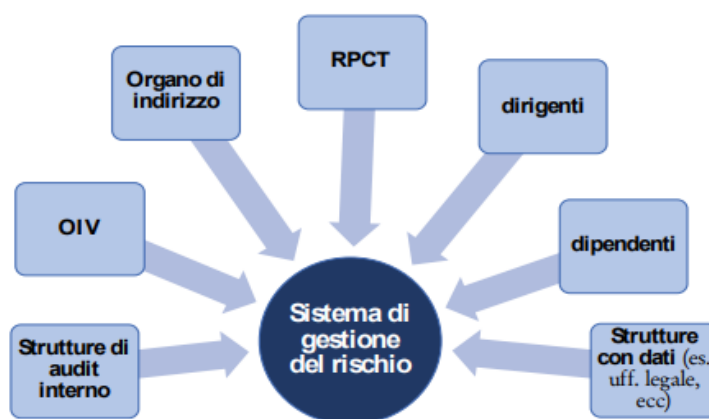 RPCT
Organo di
indirizzo
dirigenti
OIV
dipendenti
Sistema di
gestione
del rischio
Strutture di
audit
interno
Strutture
con dati (es.
uff. legale,
ecc)